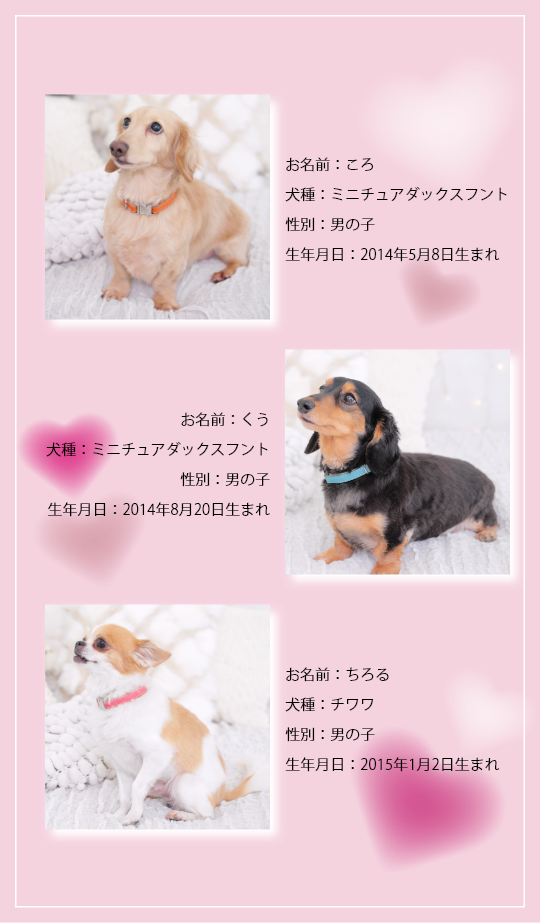 お名前：ころ
犬種：ミニチュアダックスフント
性別：男の子
生年月日：2014年5月8日生まれ
お名前：くう
犬種：ミニチュアダックスフント
性別：男の子
生年月日：2014年8月20日生まれ
お名前：ちろる
犬種：チワワ
性別：男の子
生年月日：2015年1月2日生まれ